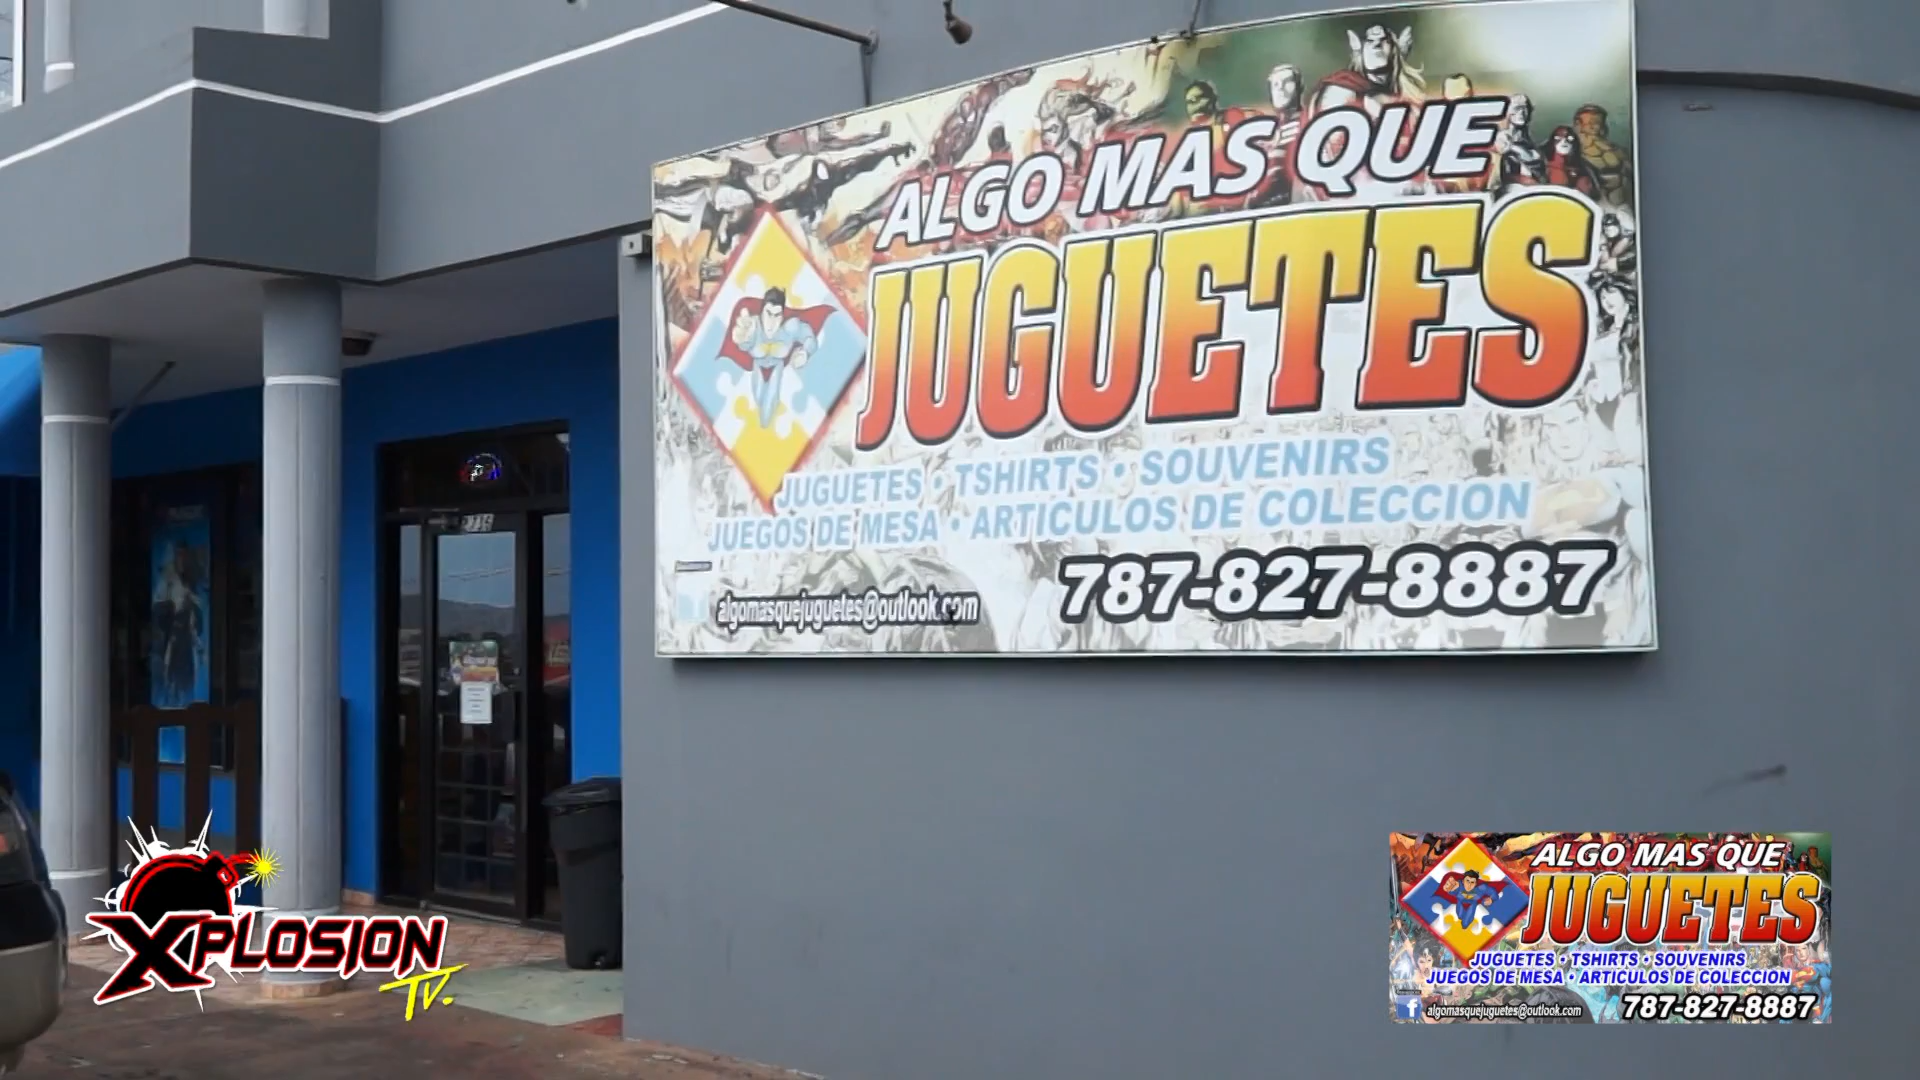 ALGO MAS QUE
JUGUETES
JUGUETES • TSHIRTS • SOUVENIRS
JUEGOS DE MESA • ARTICULOS DE COLECCION
787-827-8887
algomasquejuguetes@outlook.com
XPLOSION
TV.
ALGO MAS QUE
JUGUETES
JUGUETES • TSHIRTS • SOUVENIRS
JUEGOS DE MESA • ARTICULOS DE COLECCION
f
algomasquejuguetes@outlook.com
787-827-8887